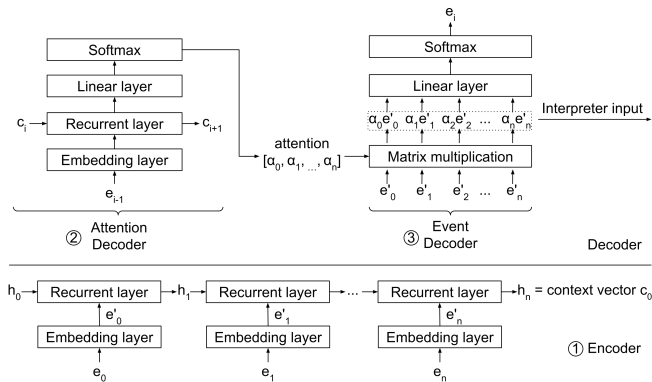 e_i
Softmax
Softmax
Linear layer
Linear layer
c_i
Recurrent layer
c_{i+1}
α_0e'_0 α_1e'_1 α_2e'_2 ... α_ne'_n
Interpreter input
attention
[α_0, α_1, ..., α_n]
Embedding layer
Matrix multiplication
e_{i-1}
e'_0 e'_1 e'_2 ... e'_n
② Attention
Decoder
③ Event
Decoder
Decoder
h_0
Recurrent layer
h_1
Recurrent layer
...
Recurrent layer
h_n = context vector c_0
e'_0
e'_1
e'_n
Embedding layer
Embedding layer
Embedding layer
① Encoder
e_0
e_1
e_n